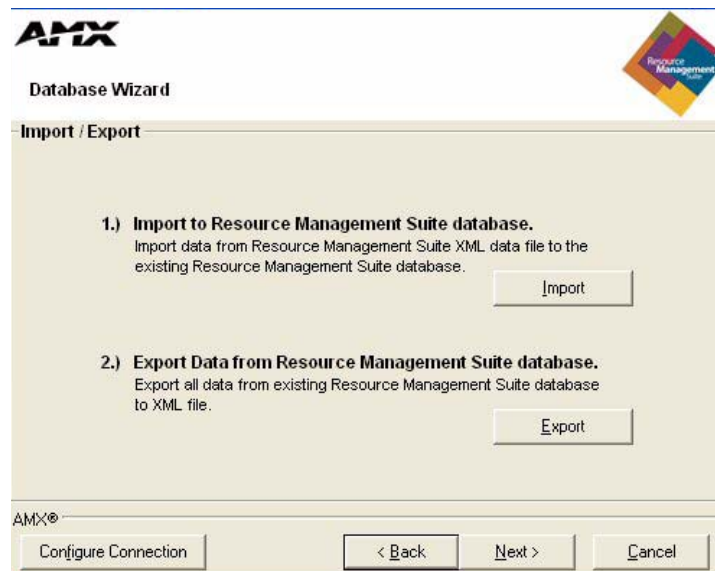 AMX
Resource
Management
Suite
Database Wizard
Import / Export
1.) Import to Resource Management Suite database.
Import data from Resource Management Suite XML data file to the
existing Resource Management Suite database.
Import
2.) Export Data from Resource Management Suite database.
Export all data from existing Resource Management Suite database
to XML file.
Export
AMX®
Configure Connection
< Back
Next >
Cancel